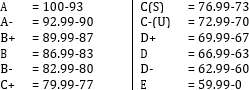 A = 100-93
A- = 92.99-90
B+ = 89.99-87
B = 86.99-83
B- = 82.99-80
C+ = 79.99-77
C(S) = 76.99-73
C-(U) = 72.99-70
D+ = 69.99-67
D = 66.99-63
D- = 62.99-60
E = 59.99-0